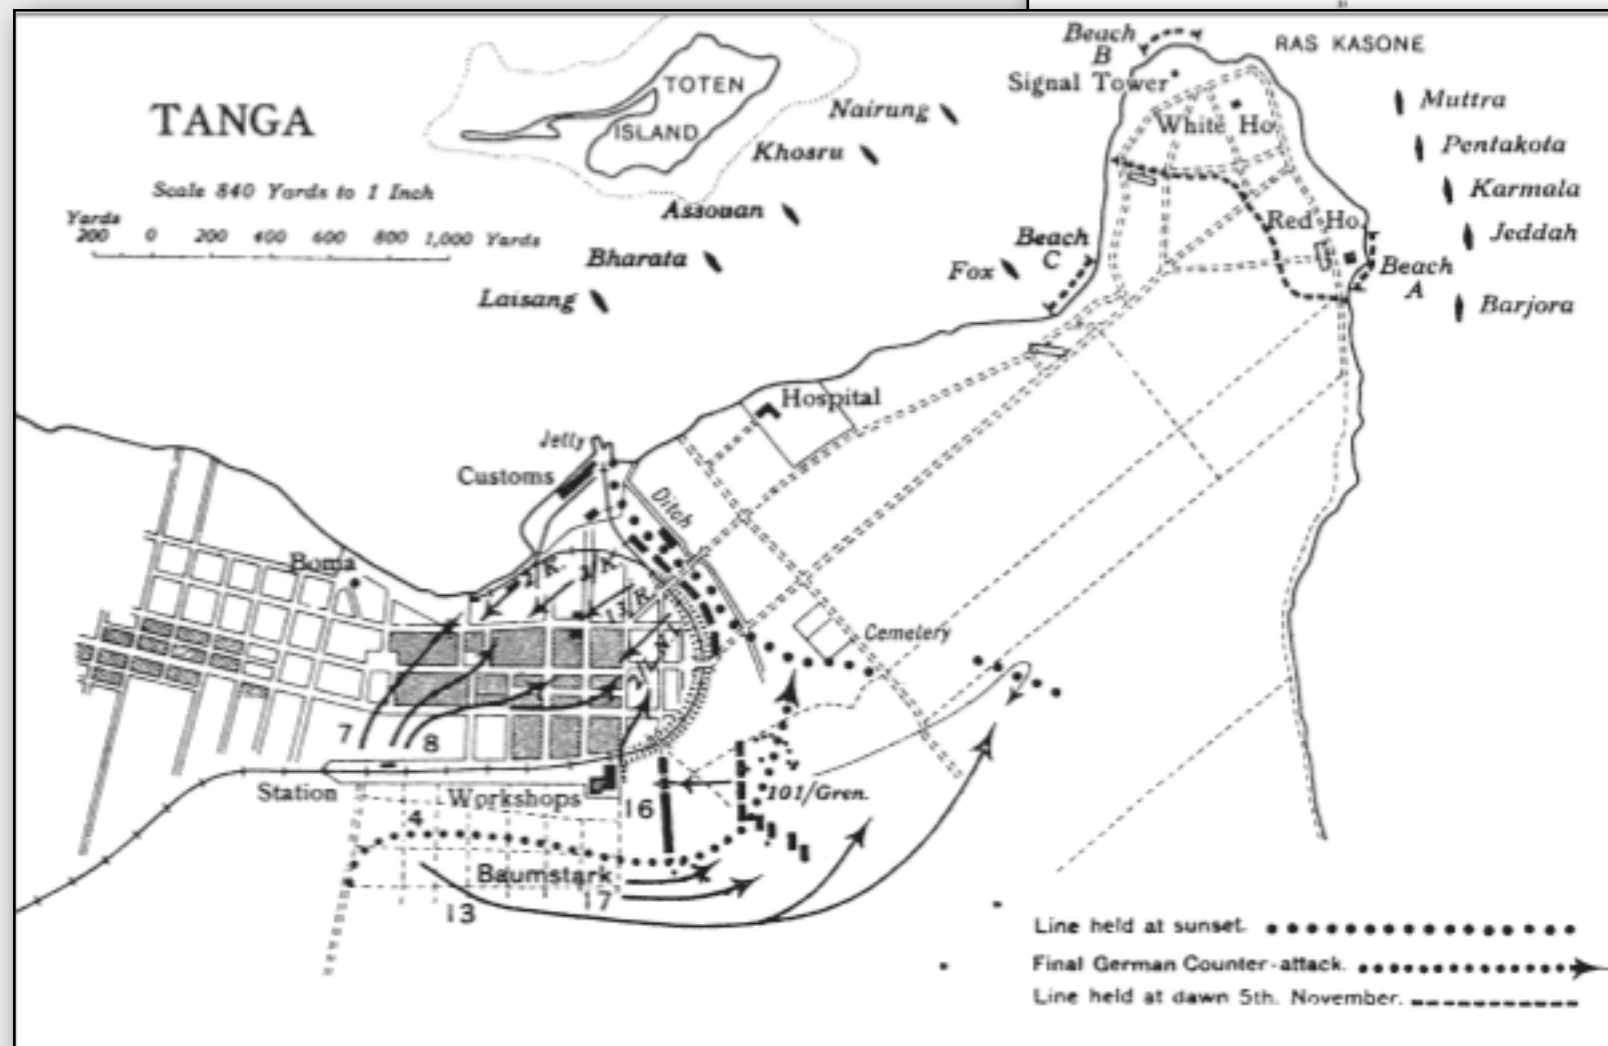 Beach
B
RAS KASONE
Signal Tower
TOTEN
ISLAND
Nairung
Muttra
TANGA
White Ho.
Khosru
Pentakota
Scale 840 Yards to 1 Inch
Karmala
Yards
200 0 200 400 600 800 1,000 Yards
Assouan
Red Ho.
Jeddah
Beach
C
Bharata
Fox
Beach
A
Laisang
Barjora
Hospital
Jetty
Customs
Ditch
Boma
2/K
3/K
13/R.
Cemetery
7
8
Station
Workshops
16
101/Gren.
4
Baumstark
17
13
Line held at sunset.
Final German Counter-attack.
Line held at dawn 5th. November.